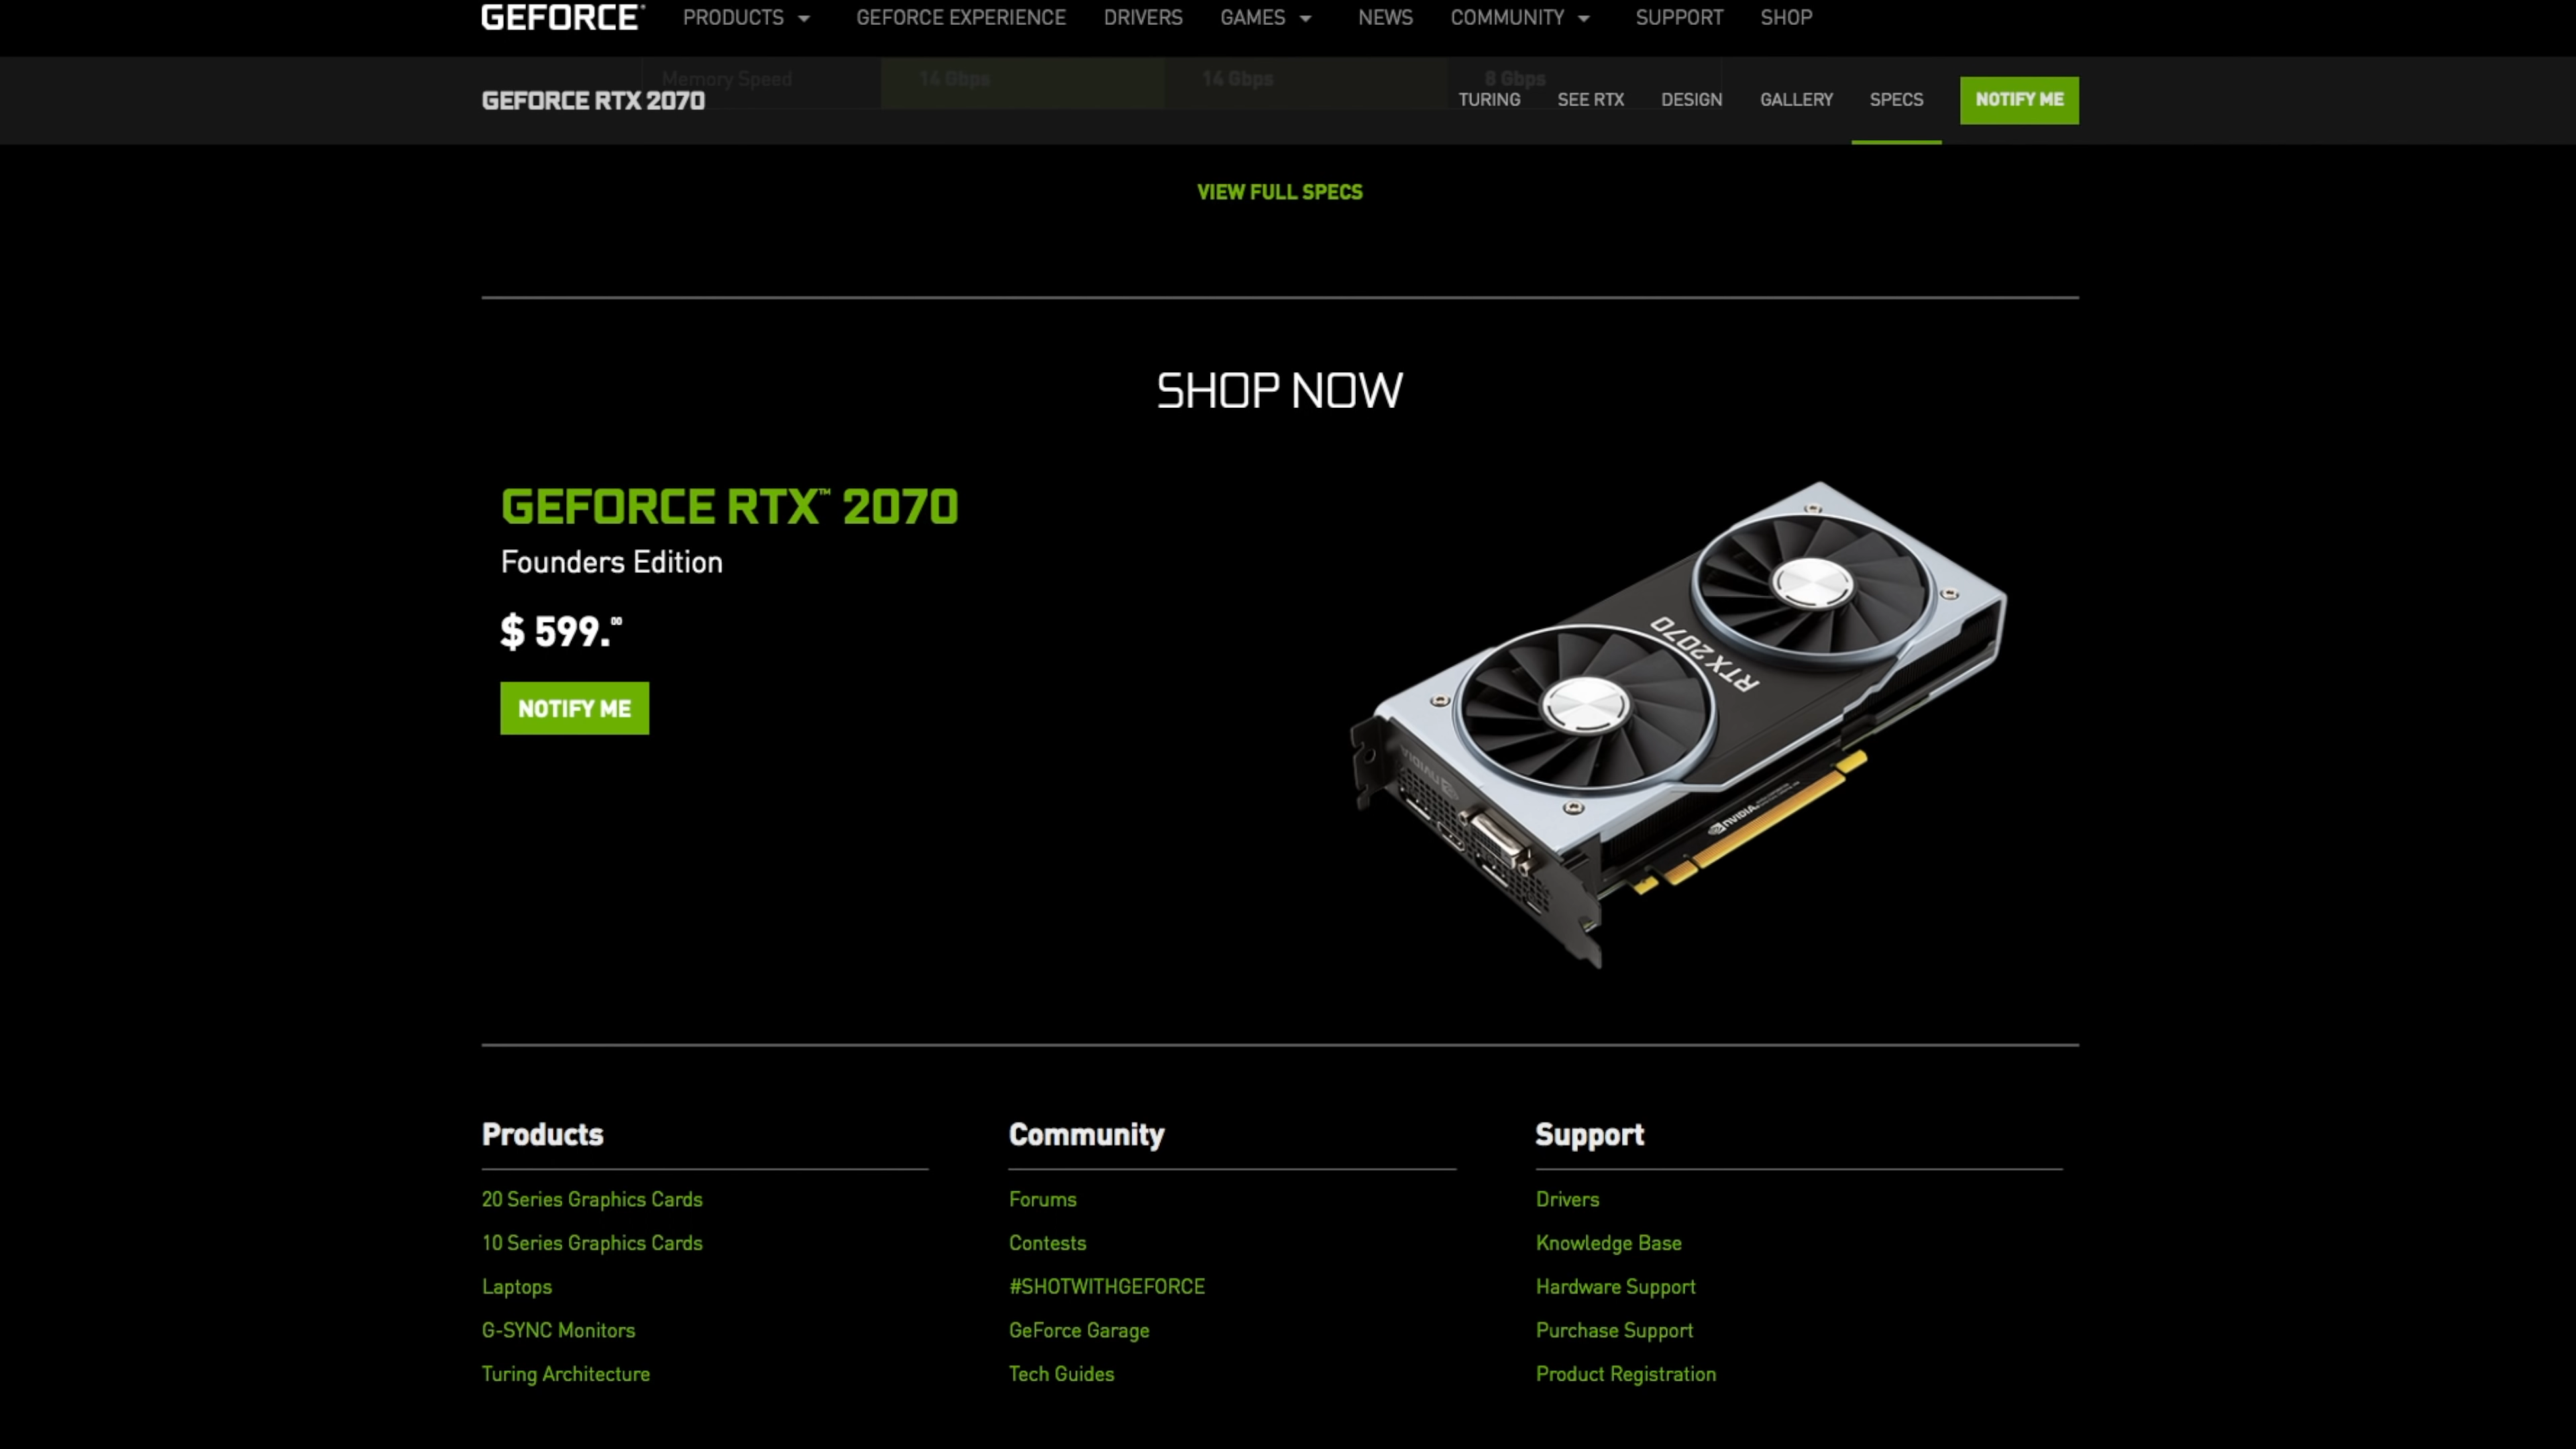 GEFORCE® PRODUCTS GEFORCE EXPERIENCE DRIVERS GAMES NEWS COMMUNITY SUPPORT SHOP
Memory Speed 14 Gbps 14 Gbps 8 Gbps
GEFORCE RTX 2070 TURING SEE RTX DESIGN GALLERY SPECS NOTIFY ME
VIEW FULL SPECS
SHOP NOW
GEFORCE RTX™ 2070
Founders Edition
$ 599.00
NOTIFY ME
RTX 2070
NVIDIA
NVIDIA.
Products
20 Series Graphics Cards
10 Series Graphics Cards
Laptops
G-SYNC Monitors
Turing Architecture
Community
Forums
Contests
#SHOTWITHGEFORCE
GeForce Garage
Tech Guides
Support
Drivers
Knowledge Base
Hardware Support
Purchase Support
Product Registration